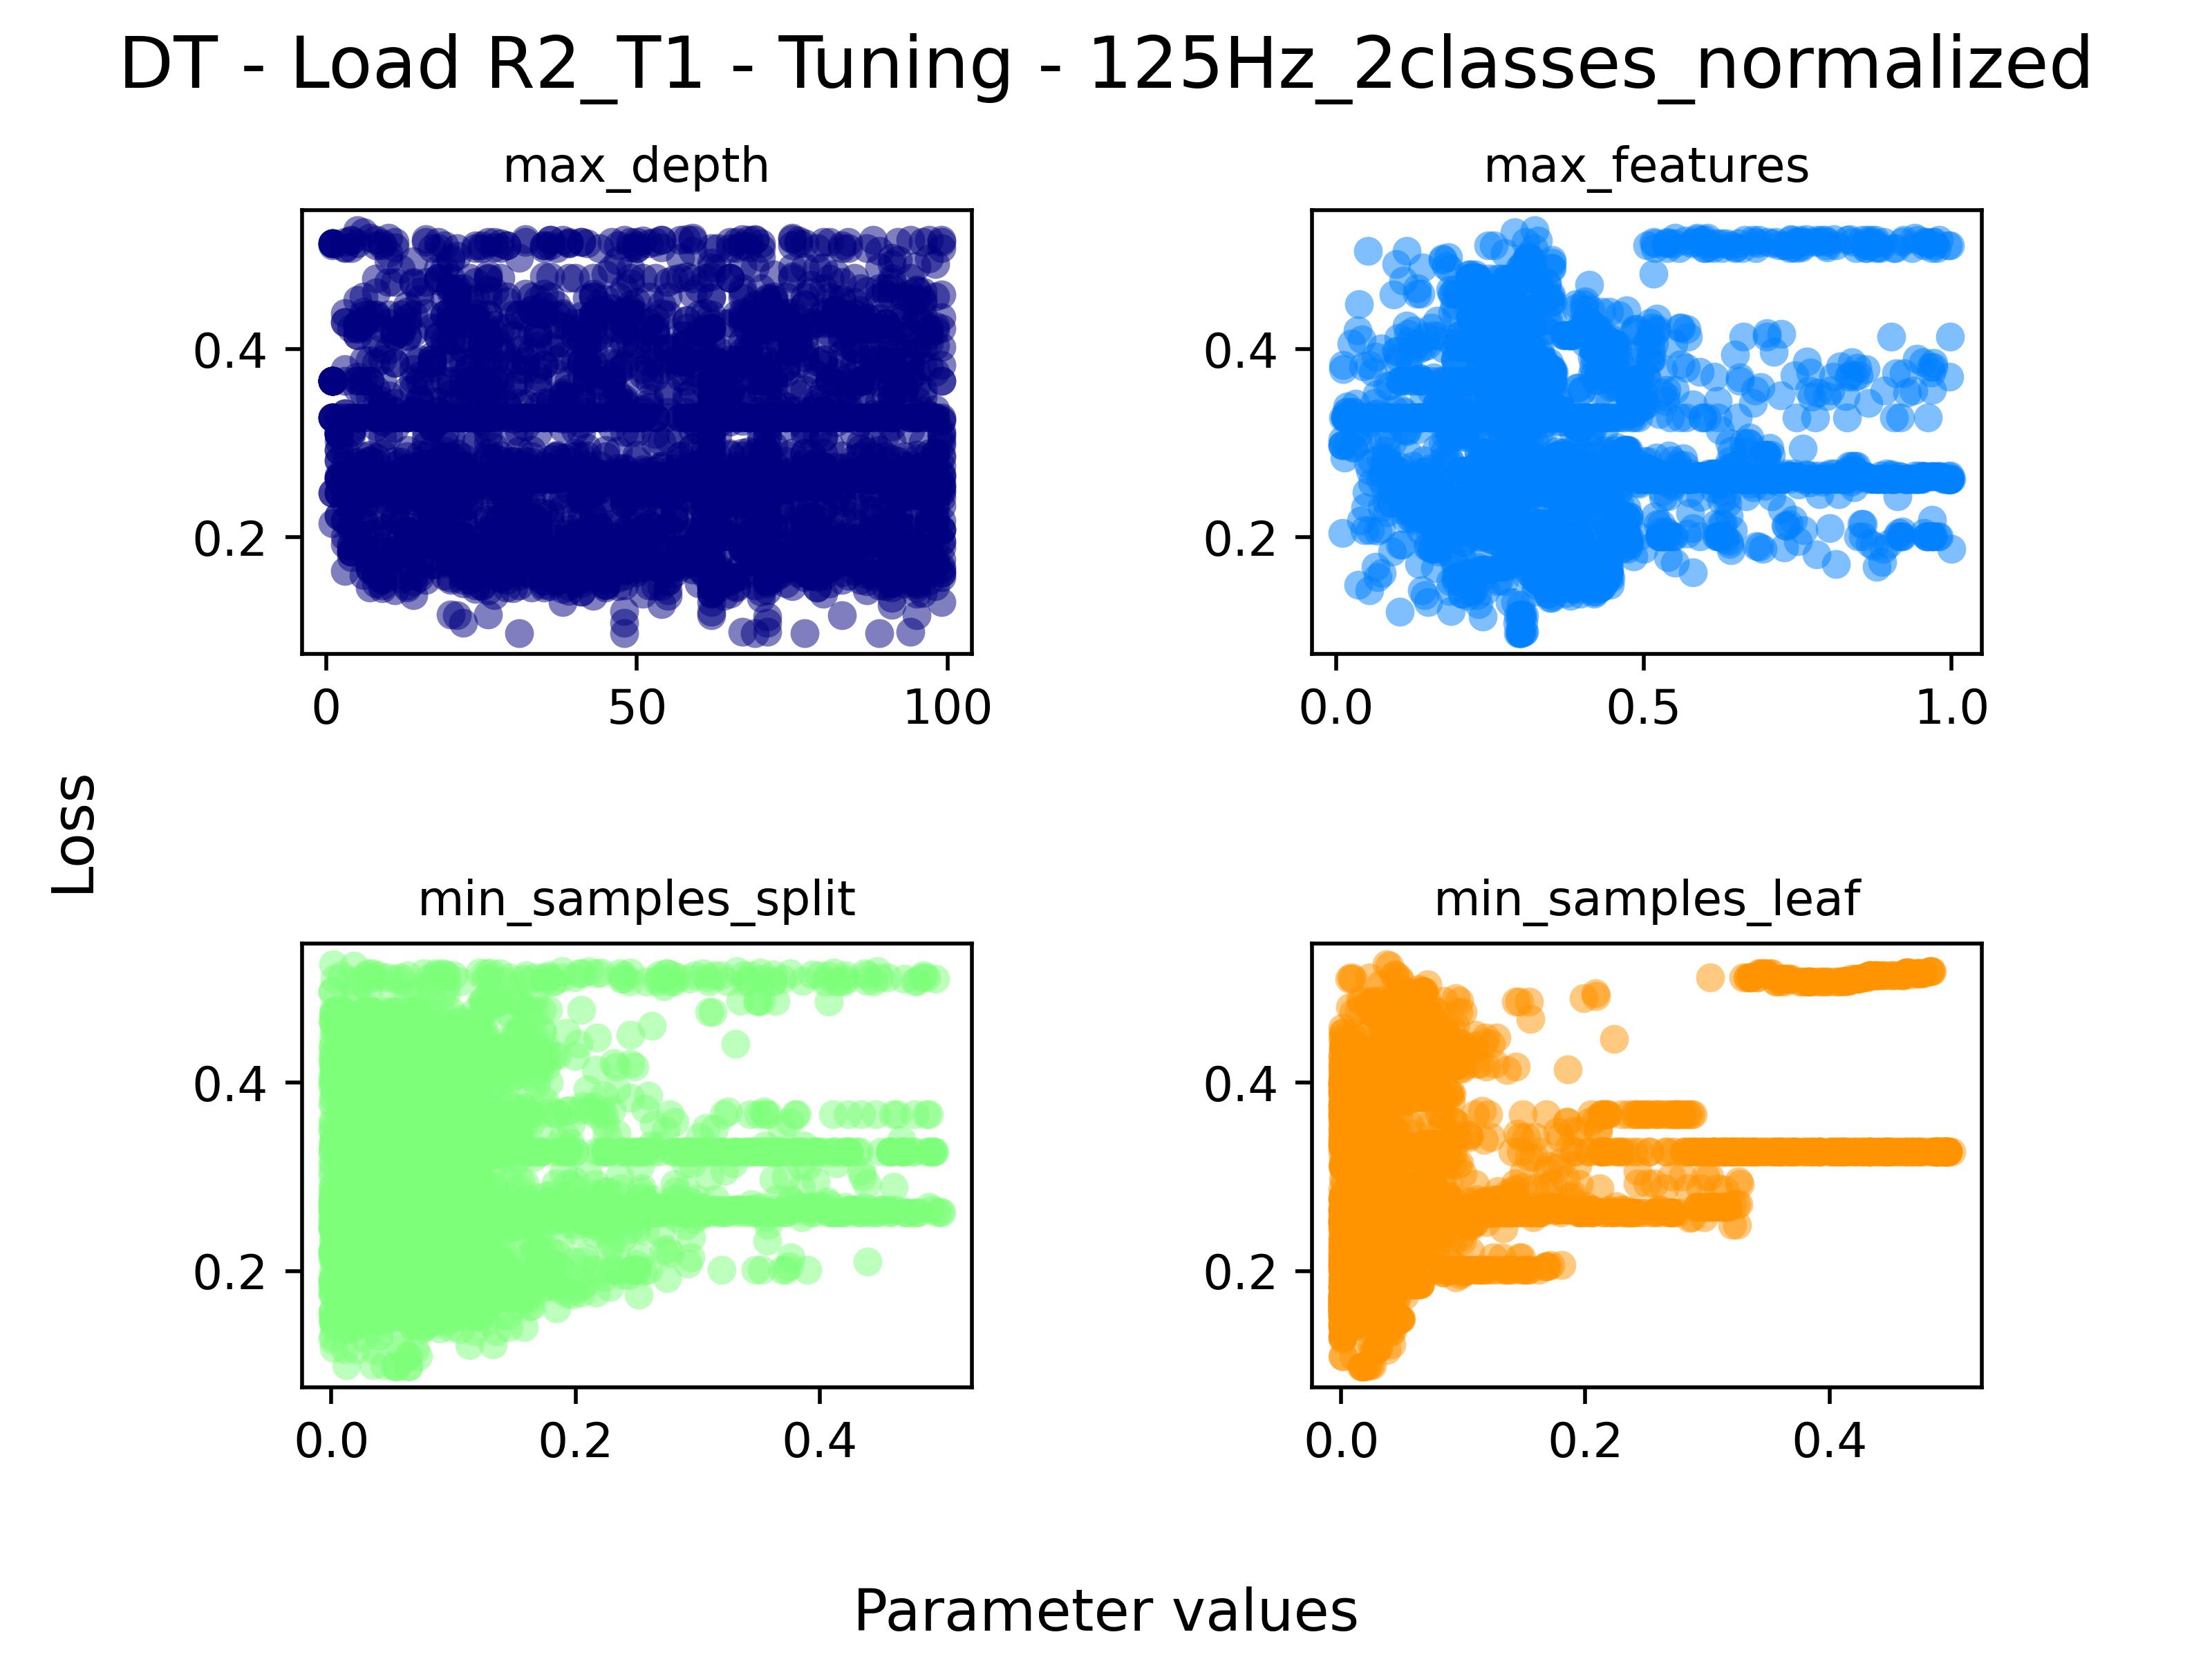 DT - Load R2_T1 - Tuning - 125Hz_2classes_normalized
max_depth
max_features
0.4
0.2
0
50
100
0.4
0.2
0.0
0.5
1.0
Loss
min_samples_split
min_samples_leaf
0.4
0.2
0.0
0.2
0.4
0.4
0.2
0.0
0.2
0.4
Parameter values